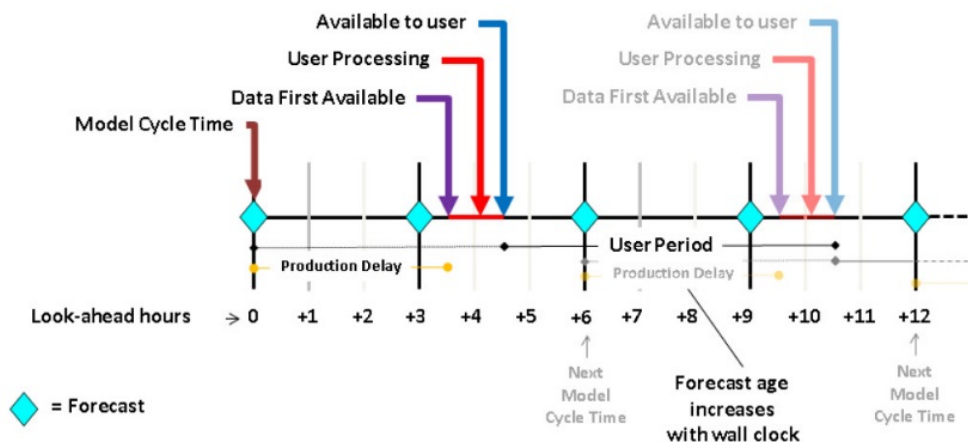 Available to user
Available to user
User Processing
User Processing
Data First Available
Data First Available
Model Cycle Time
User Period
Production Delay
Production Delay
Look-ahead hours
0 +1 +2 +3 +4 +5 +6 +7 +8 +9 +10 +11 +12
Next
Model
Cycle Time
Forecast age
increases
with wall clock
Next
Model
Cycle Time
= Forecast